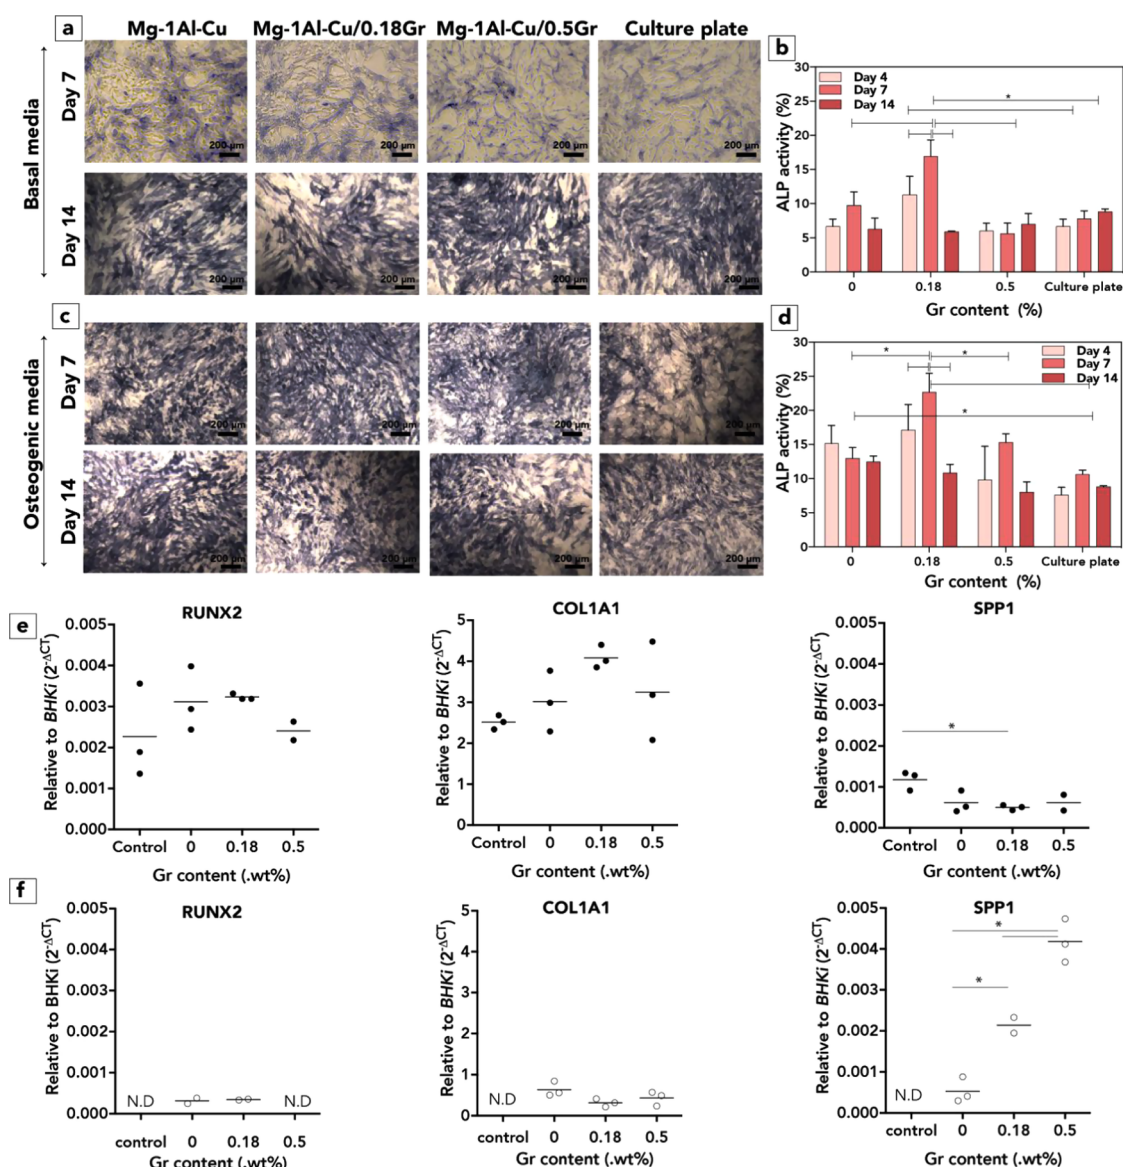 a
Mg-1Al-Cu Mg-1Al-Cu/0.18Gr Mg-1Al-Cu/0.5Gr Culture plate
Basal media
Day 7
200 µm 200 µm 200 µm 200 µm
Day 14
200 µm 200 µm 200 µm 200 µm
b
ALP activity (%)
30
25
20
15
10
5
0
Day 4
Day 7
Day 14
*
0 0.18 0.5 Culture plate
Gr content (%)
c
Osteogenic media
Day 7
200 µm 200 µm 200 µm 200 µm
Day 14
200 µm 200 µm 200 µm 200 µm
d
ALP activity (%)
30
25
20
15
10
5
0
Day 4
Day 7
Day 14
* *
*
0 0.18 0.5 Culture plate
Gr content (%)
e
RUNX2
Relative to BHKi (2-ΔCT)
0.005
0.004
0.003
0.002
0.001
0.000
Control 0 0.18 0.5
Gr content (.wt%)
COL1A1
Relative to BHKi (2-ΔCT)
5
4
3
2
1
0
Control 0 0.18 0.5
Gr content (.wt%)
SPP1
Relative to BHKi (2-ΔCT)
0.005
0.004
0.003
0.002
0.001
0.000
*
Control 0 0.18 0.5
Gr content (.wt%)
f
RUNX2
Relative to BHKi (2-ΔCT)
0.005
0.004
0.003
0.002
0.001
0.000
N.D N.D
control 0 0.18 0.5
Gr content (.wt%)
COL1A1
Relative to BHKi (2-ΔCT)
5
4
3
2
1
0
N.D
control 0 0.18 0.5
Gr content (.wt%)
SPP1
Relative to BHKi (2-ΔCT)
0.005
0.004
0.003
0.002
0.001
0.000
*
*
N.D
control 0 0.18 0.5
Gr content (.wt%)